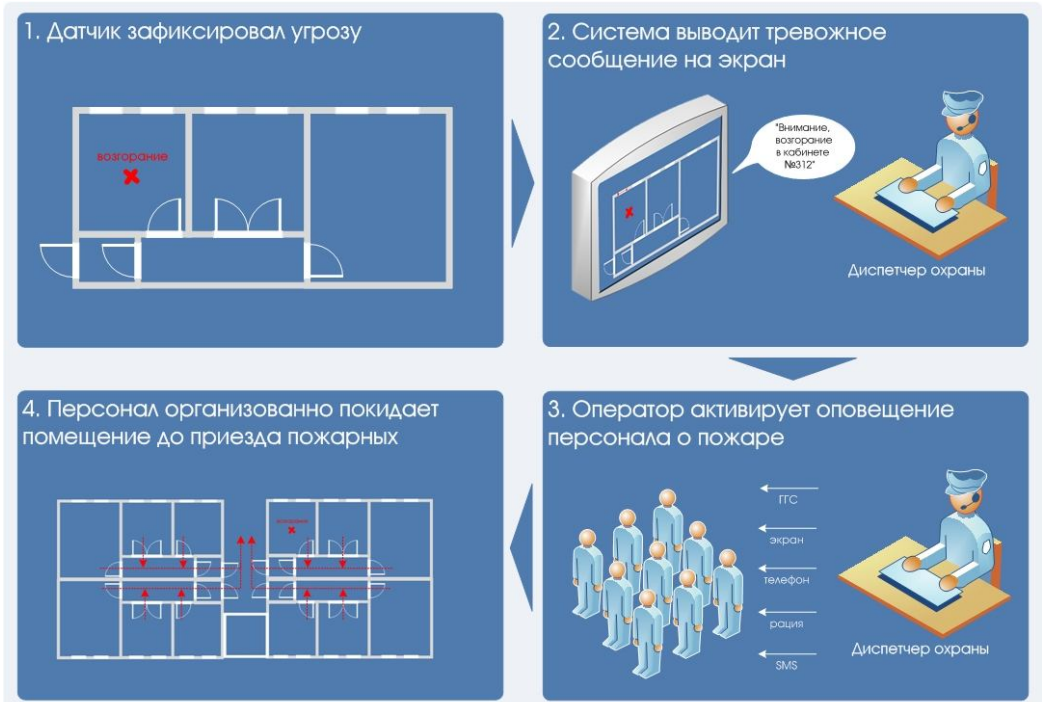 1. Датчик зафиксировал угрозу
возгорание
2. Система выводит тревожное
сообщение на экран
"Внимание,
возгорание
в кабинете
№312"
Диспетчер охраны
3. Оператор активирует оповещение
персонала о пожаре
ГГС
экран
телефон
рация
SMS
Диспетчер охраны
4. Персонал организованно покидает
помещение до приезда пожарных
возгорание